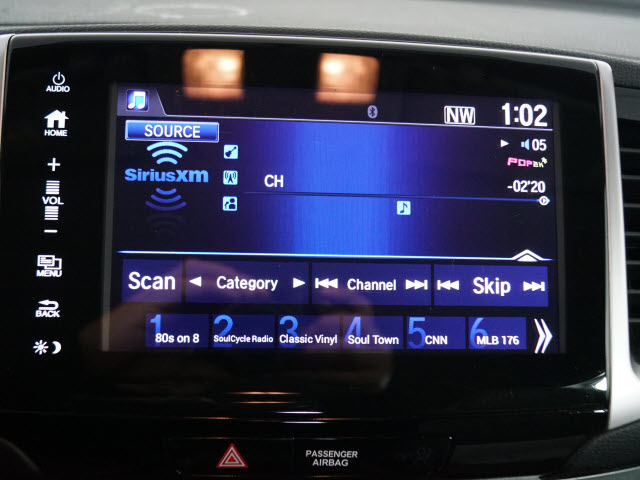 AUDIO
HOME
+
VOL
−
MENU
BACK
NW 1:02
SOURCE
05
SiriusXM
POP2K
CH
-02'20
Scan Category Channel Skip
1 80s on 8
2 SoulCycle Radio
3 Classic Vinyl
4 Soul Town
5 CNN
6 MLB 176
PASSENGER
AIRBAG